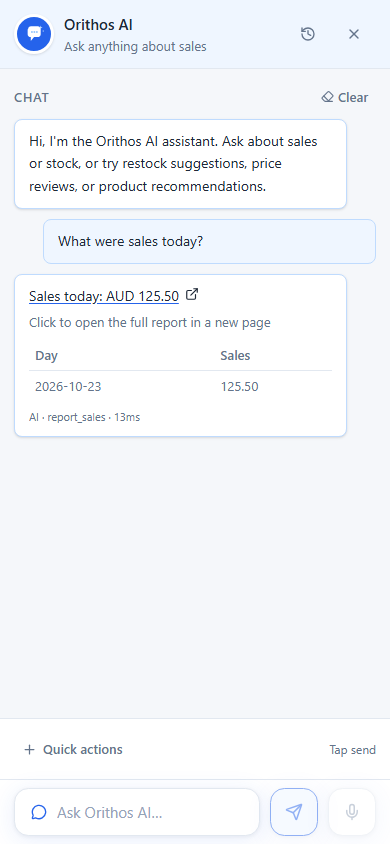 Orithos AI
Ask anything about sales
CHAT
Clear
Hi, I'm the Orithos AI assistant. Ask about sales
or stock, or try restock suggestions, price
reviews, or product recommendations.
What were sales today?
Sales today: AUD 125.50
Click to open the full report in a new page
Day Sales
2026-10-23 125.50
AI · report_sales · 13ms
Quick actions
Tap send
Ask Orithos AI...